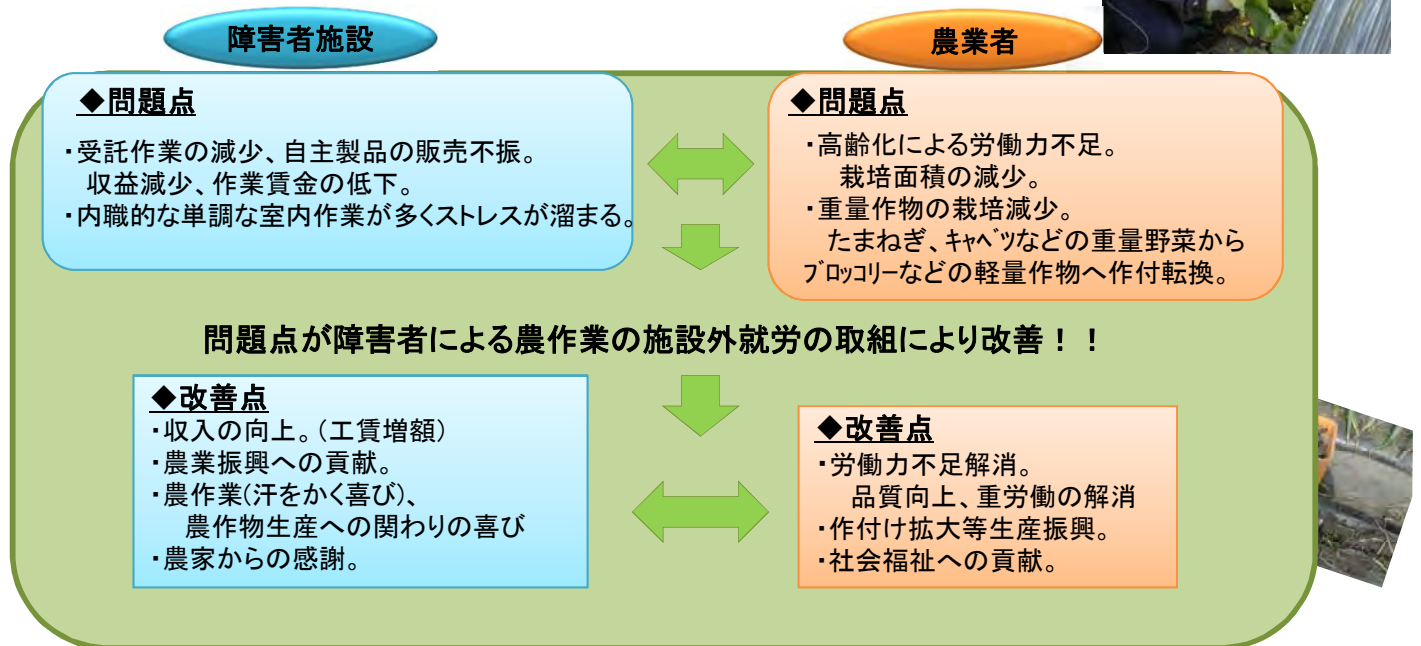 障害者施設
◆問題点
・受託作業の減少、自主製品の販売不振。
収益減少、作業賃金の低下。
・内職的な単調な室内作業が多くストレスが溜まる。
農業者
◆問題点
・高齢化による労働力不足。
栽培面積の減少。
・重量作物の栽培減少。
たまねぎ、ｷｬﾍﾞﾂなどの重量野菜から
ﾌﾞﾛｯｺﾘｰなどの軽量作物へ作付転換。
問題点が障害者による農作業の施設外就労の取組により改善！！
◆改善点
・収入の向上。（工賃増額）
・農業振興への貢献。
・農作業(汗をかく喜び)、
農作物生産への関わりの喜び
・農家からの感謝。
◆改善点
・労働力不足解消。
品質向上、重労働の解消
・作付け拡大等生産振興。
・社会福祉への貢献。